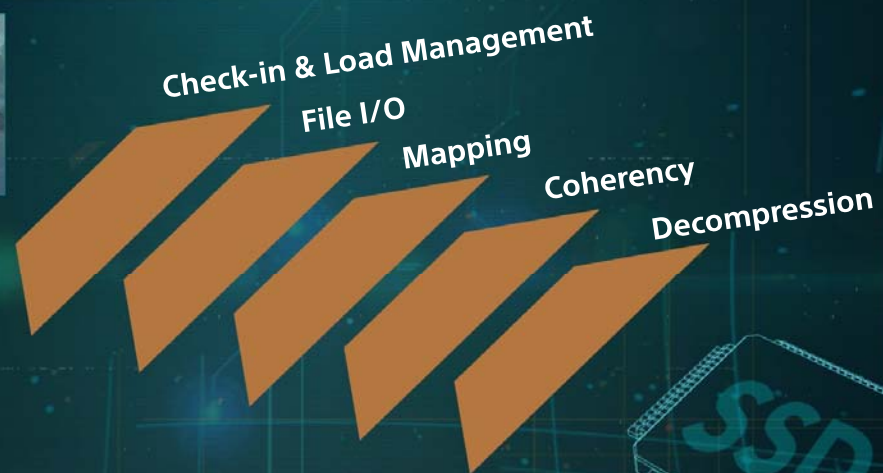 Check-in & Load Management
File I/O
Mapping
Coherency
Decompression
SSD